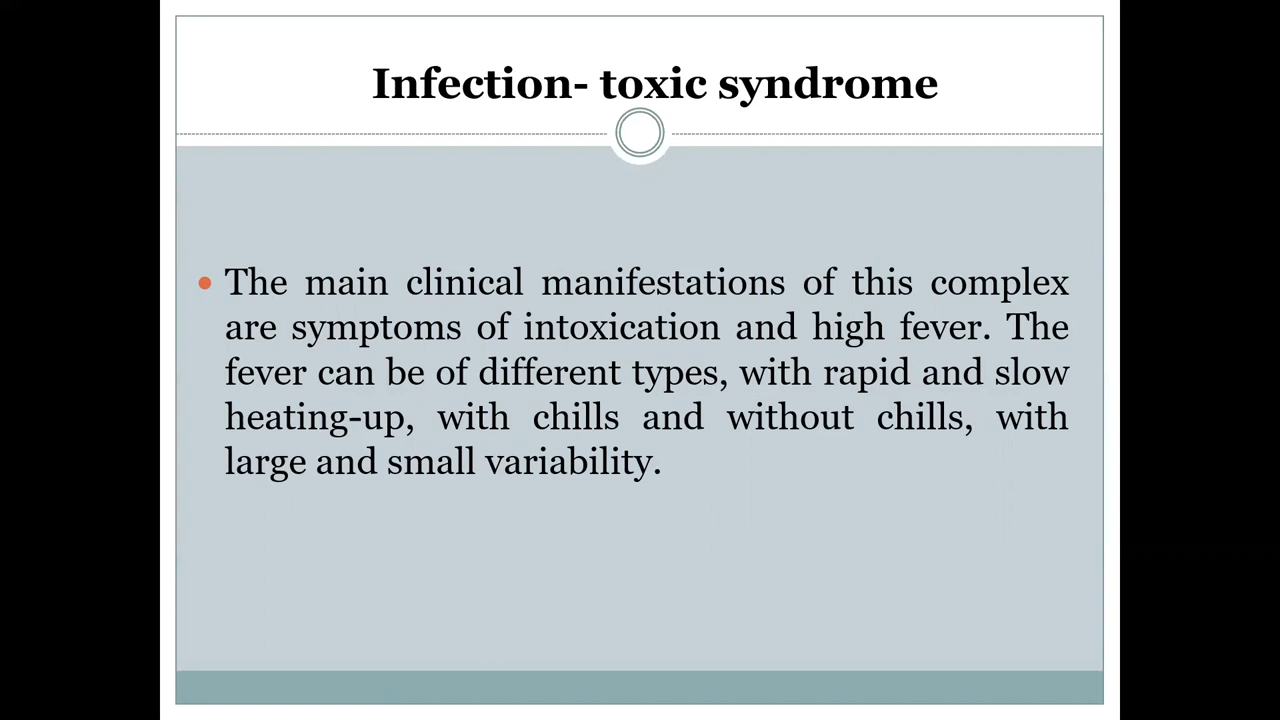 Infection- toxic syndrome
The main clinical manifestations of this complex
are symptoms of intoxication and high fever. The
fever can be of different types, with rapid and slow
heating-up, with chills and without chills, with
large and small variability.